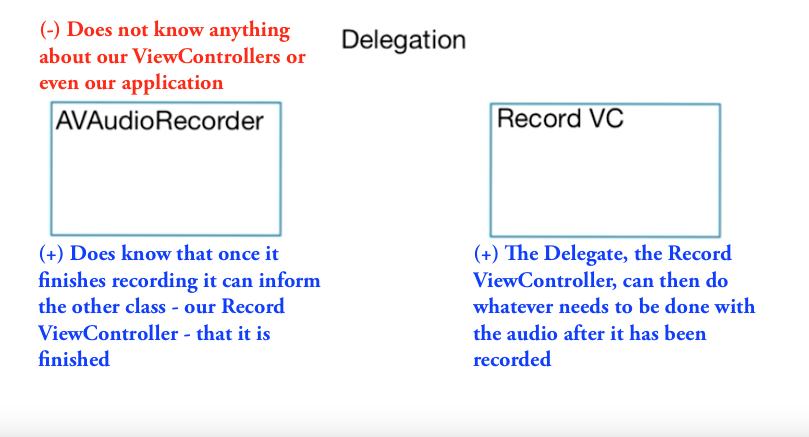 (-) Does not know anything
about our ViewControllers or
even our application
Delegation
AVAudioRecorder
Record VC
(+) Does know that once it
finishes recording it can inform
the other class - our Record
ViewController - that it is
finished
(+) The Delegate, the Record
ViewController, can then do
whatever needs to be done with
the audio after it has been
recorded